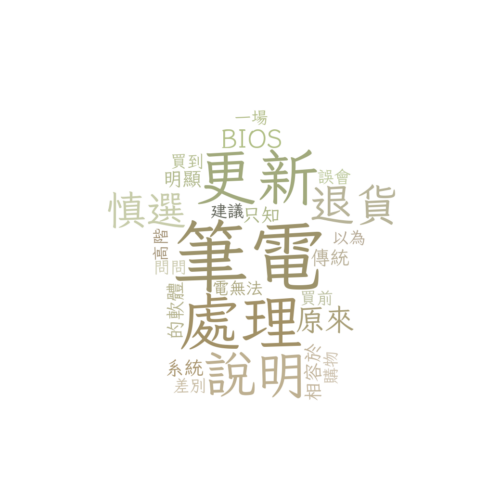 一場
BIOS
買到
更新
誤會
明顯
慎選
退貨
建議
只知
高階
筆電
以為
傳統
問問
電無法
的軟體
買前
處理
原來
系統
說明
相容於
購物
差別